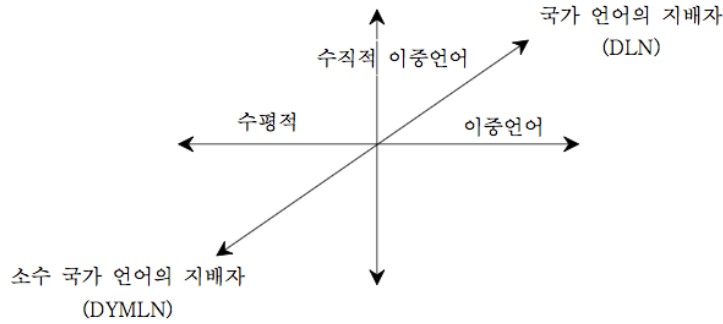 국가 언어의 지배자
(DLN)
수직적 이중언어
수평적
이중언어
소수 국가 언어의 지배자
(DYMLN)